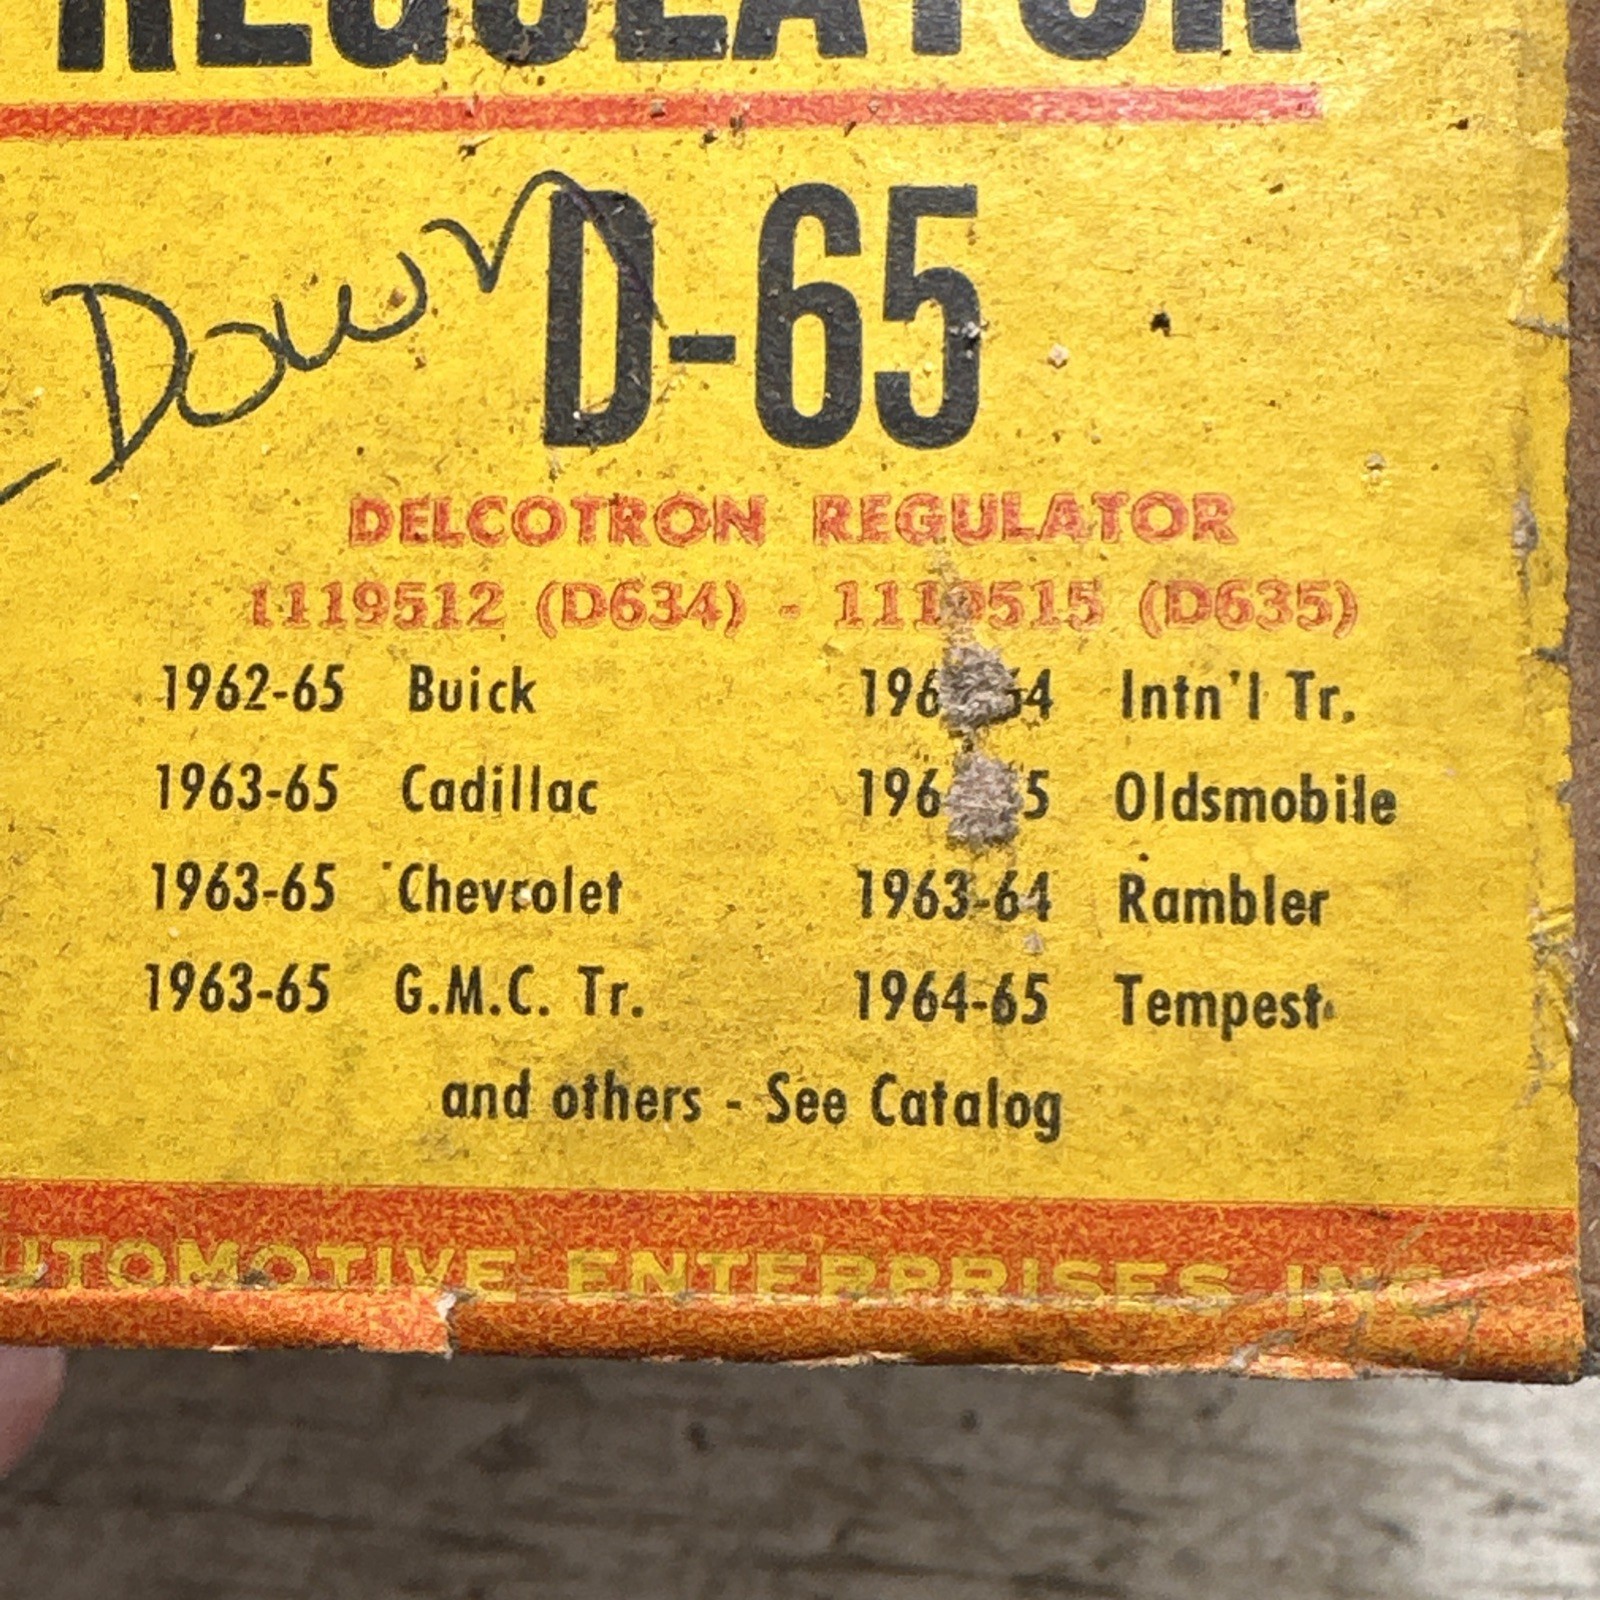 REGULATOR
Down
D-65
DELCOTRON REGULATOR
1119512 (D634) - 1119515 (D635)
1962-65 Buick
1963-65 Cadillac
1963-65 Chevrolet
1963-65 G.M.C. Tr.
Intn'l Tr.
Oldsmobile
1963-64 Rambler
1964-65 Tempest
and others - See Catalog
AUTOMOTIVE ENTERPRISES INC.